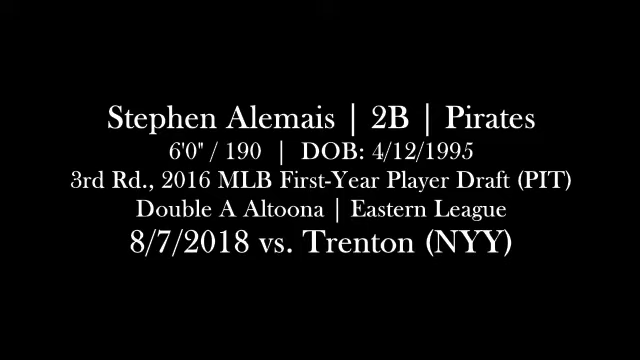 Stephen Alemais | 2B | Pirates
6'0" / 190 | DOB: 4/12/1995
3rd Rd., 2016 MLB First-Year Player Draft (PIT)
Double A Altoona | Eastern League
8/7/2018 vs. Trenton (NYY)